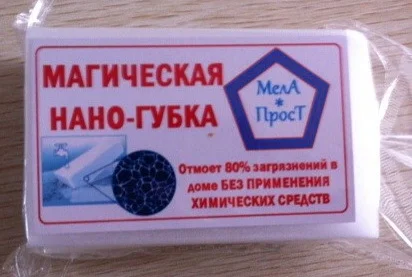 МАГИЧЕСКАЯ
НАНО-ГУБКА
МелА
*
ПросТ
Отмоет 80% загрязнений в
доме БЕЗ ПРИМЕНЕНИЯ
ХИМИЧЕСКИХ СРЕДСТВ